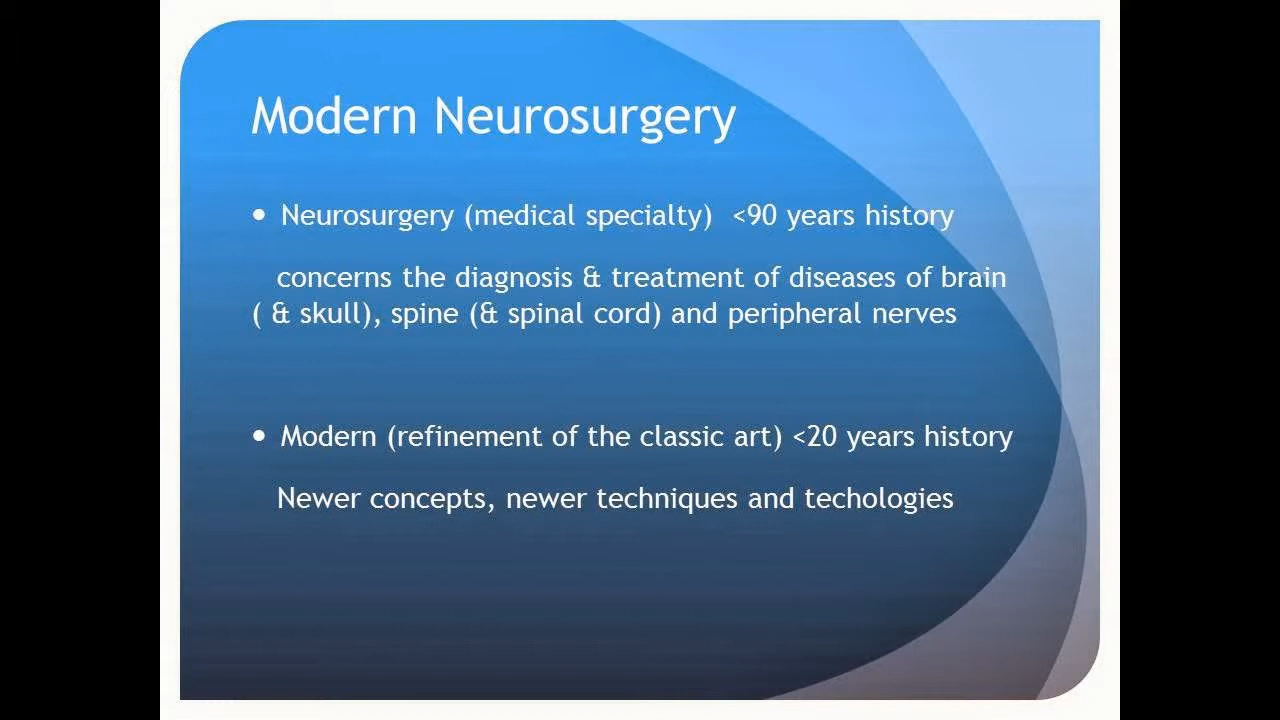 Modern Neurosurgery
• Neurosurgery (medical specialty) <90 years history
concerns the diagnosis & treatment of diseases of brain
( & skull), spine (& spinal cord) and peripheral nerves
• Modern (refinement of the classic art) <20 years history
Newer concepts, newer techniques and techologies